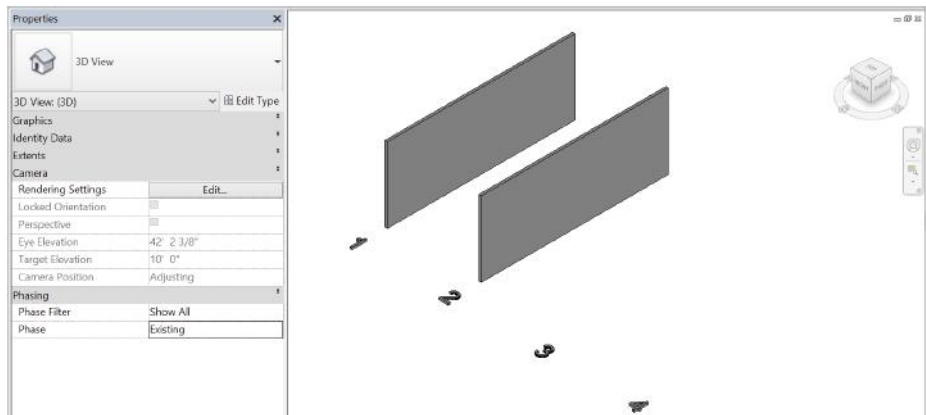 Properties
3D View
3D View: {3D}
Edit Type
Graphics
Identity Data
Extents
Camera
Rendering Settings Edit...
Locked Orientation
Perspective
Eye Elevation 42' 2 3/8"
Target Elevation 10' 0"
Camera Position Adjusting
Phasing
Phase Filter Show All
Phase Existing
1
2
3
4